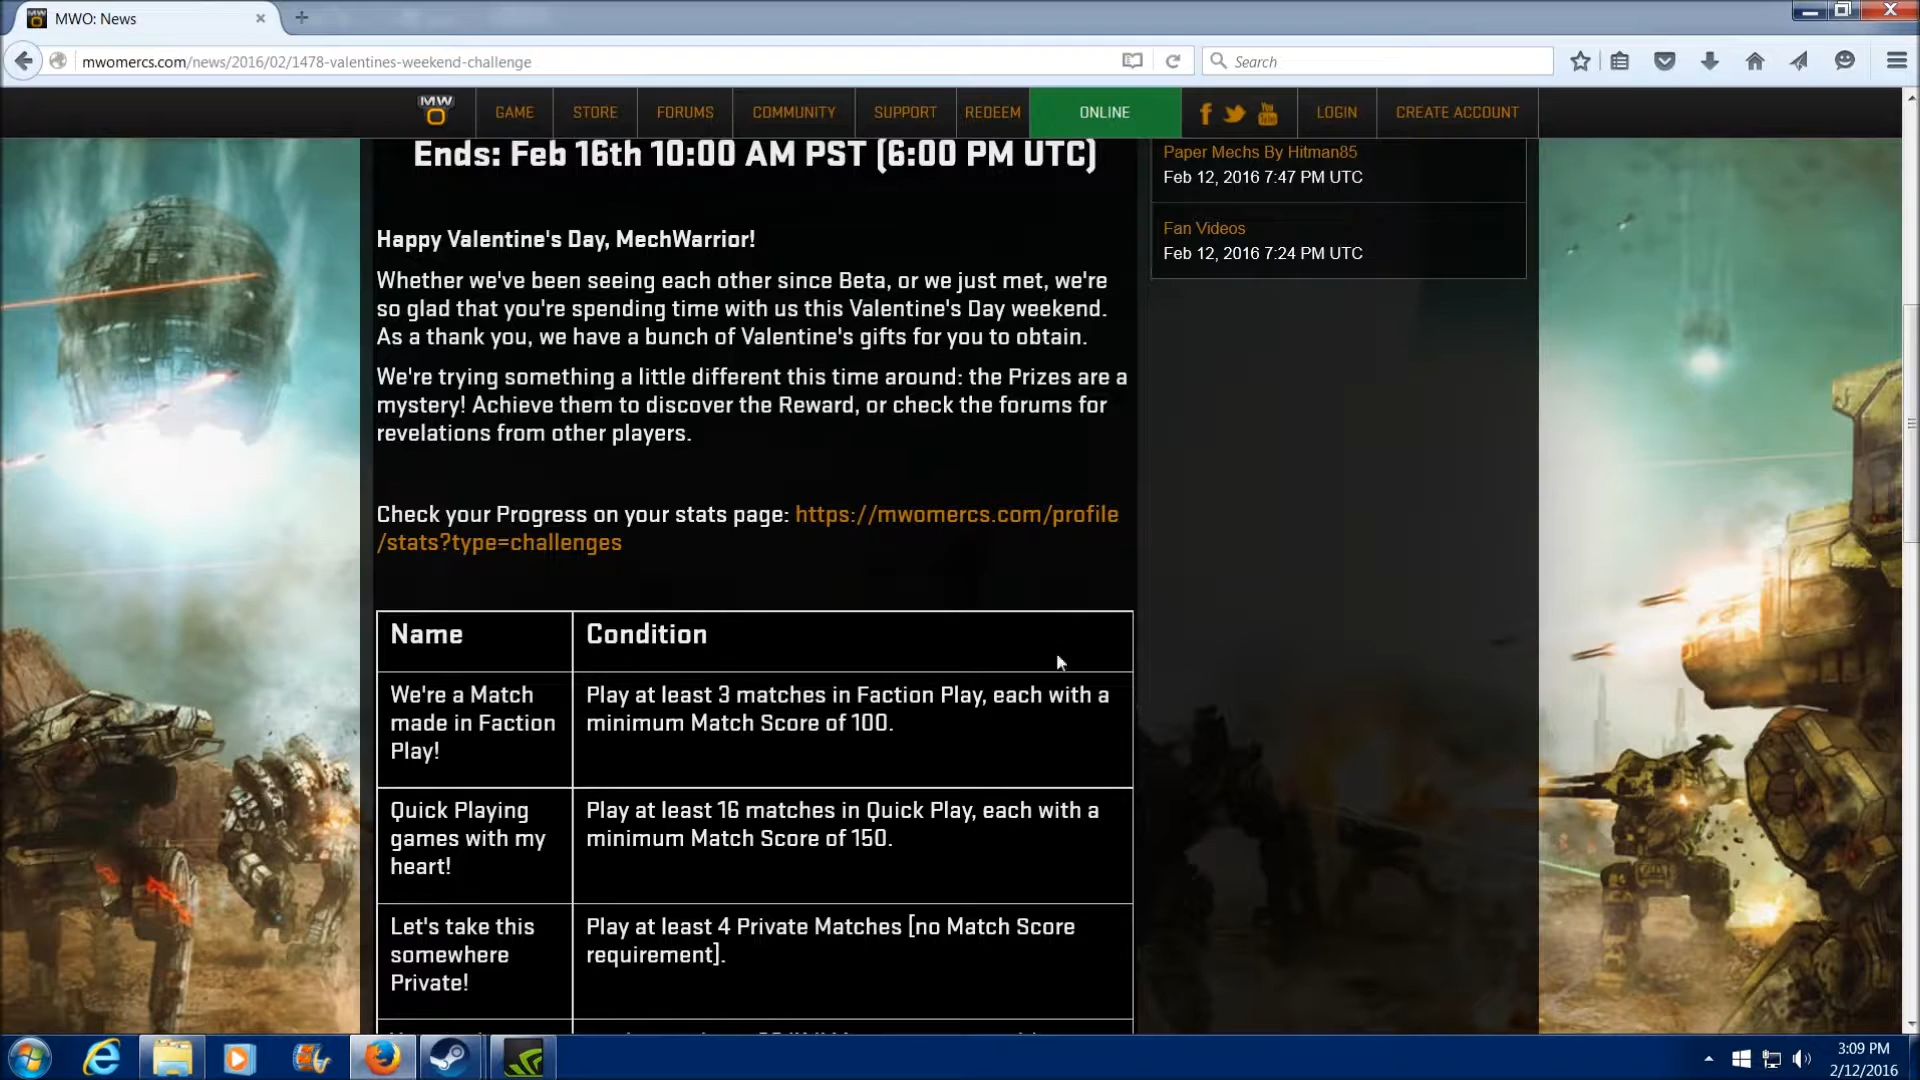 MWO: News
mwomercs.com/news/2016/02/1478-valentines-weekend-challenge
Search
MW
O
GAME
STORE
FORUMS
COMMUNITY
SUPPORT
REDEEM
ONLINE
You
Tube
LOGIN
CREATE ACCOUNT
Ends: Feb 16th 10:00 AM PST (6:00 PM UTC)
Paper Mechs By Hitman85
Feb 12, 2016 7:47 PM UTC
Fan Videos
Feb 12, 2016 7:24 PM UTC
Happy Valentine's Day, MechWarrior!
Whether we've been seeing each other since Beta, or we just met, we're
so glad that you're spending time with us this Valentine's Day weekend.
As a thank you, we have a bunch of Valentine's gifts for you to obtain.
We're trying something a little different this time around: the Prizes are a
mystery! Achieve them to discover the Reward, or check the forums for
revelations from other players.
Check your Progress on your stats page: https://mwomercs.com/profile
/stats?type=challenges
Name
Condition
We're a Match
made in Faction
Play!
Play at least 3 matches in Faction Play, each with a
minimum Match Score of 100.
Quick Playing
games with my
heart!
Play at least 16 matches in Quick Play, each with a
minimum Match Score of 150.
Let's take this
somewhere
Private!
Play at least 4 Private Matches [no Match Score
requirement].
3:09 PM
2/12/2016